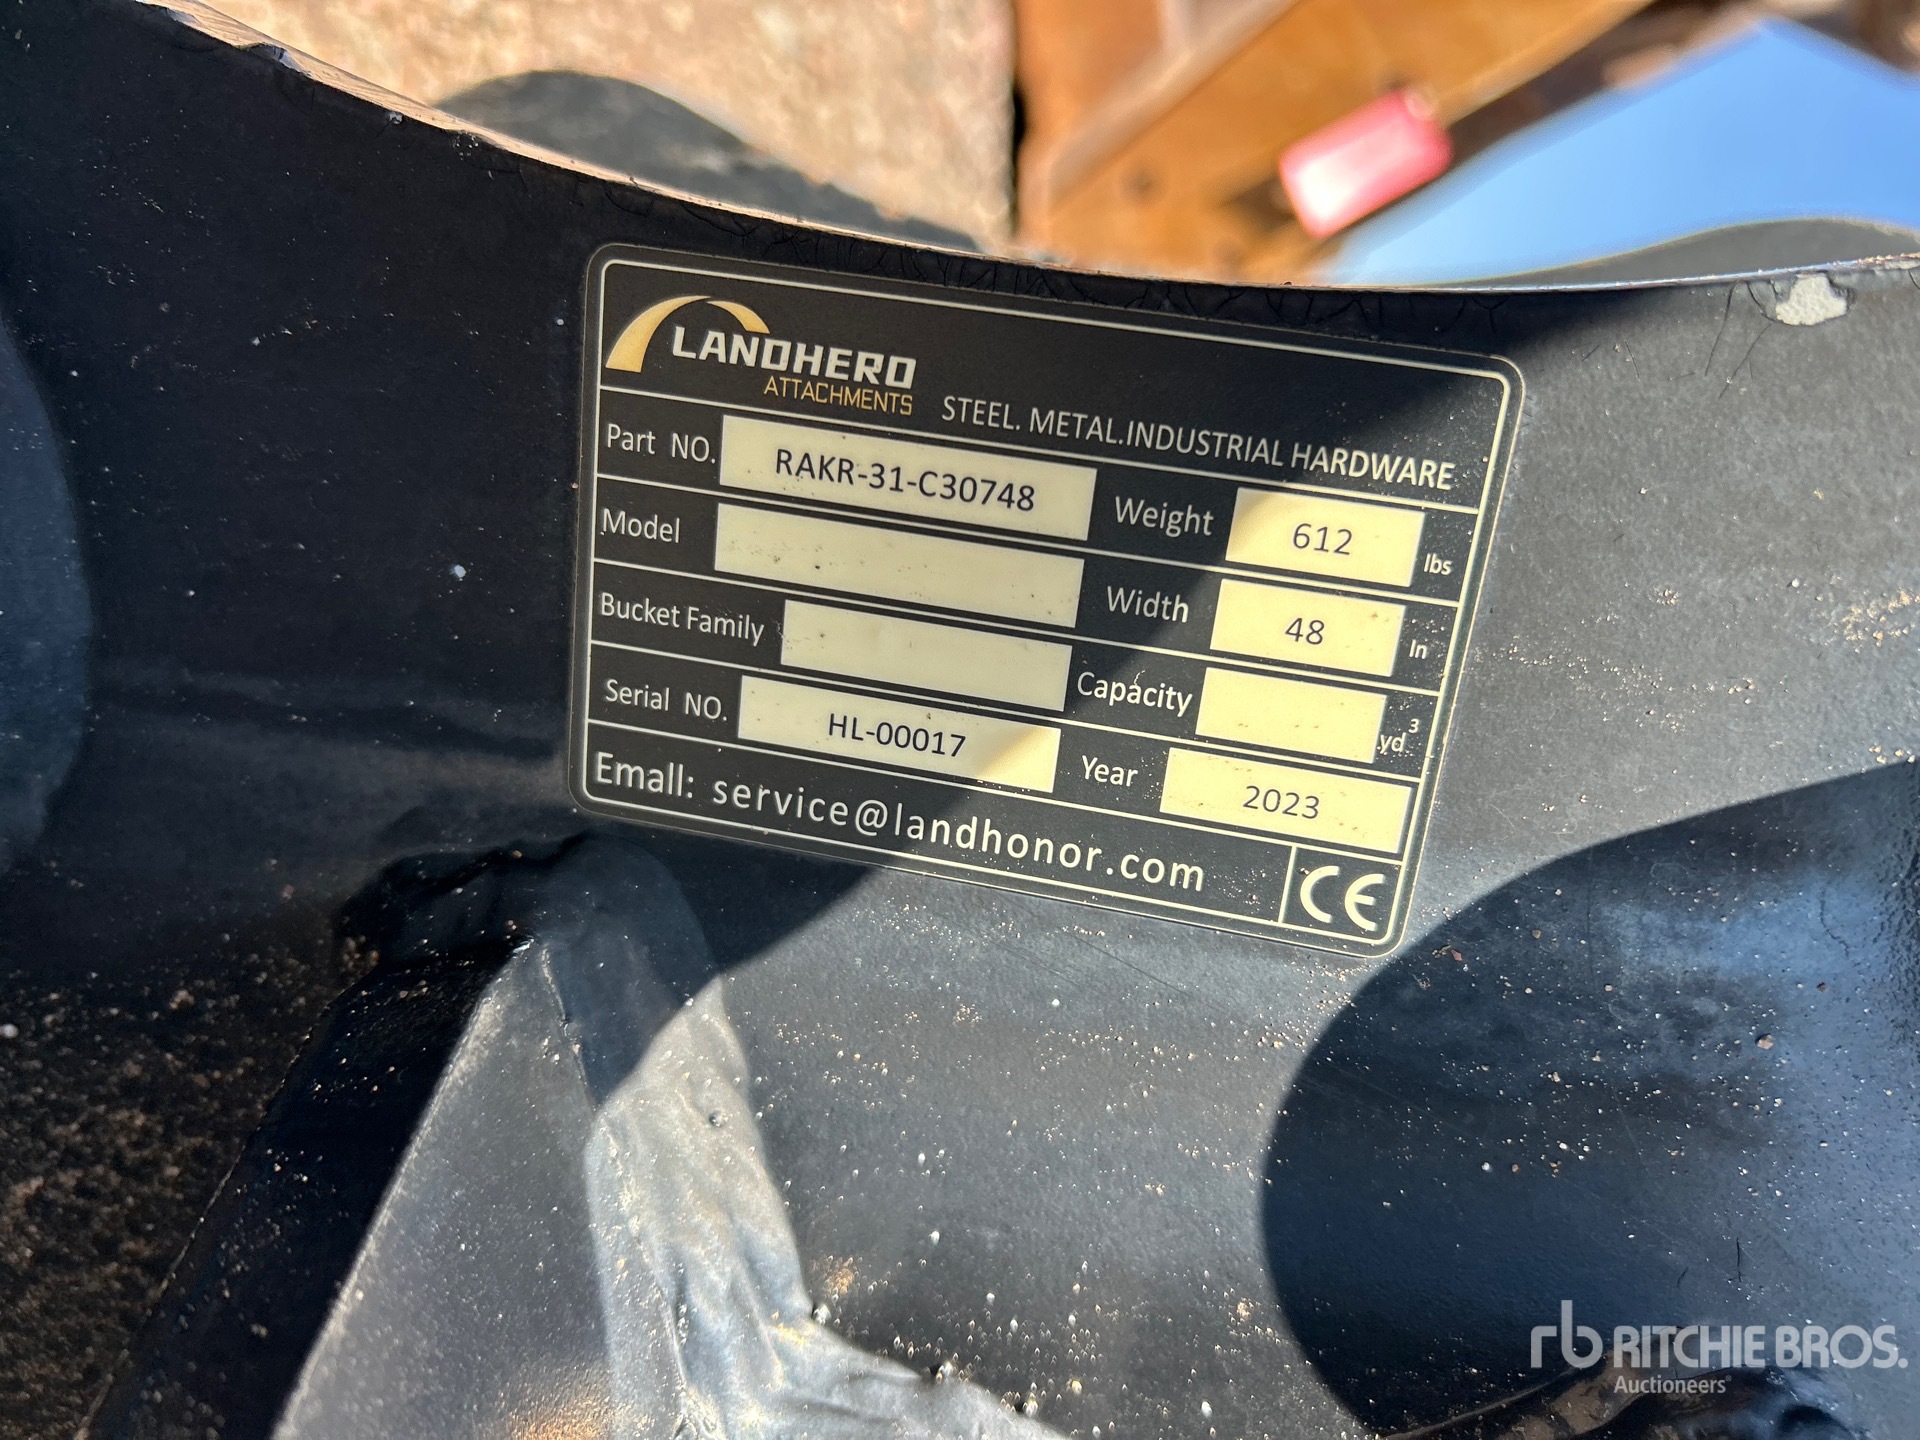 LANDHERO
ATTACHMENTS
STEEL. METAL.INDUSTRIAL HARDWARE
Part NO. RAKR-31-C30748 Weight 612 lbs
Model Width 48 In
Bucket Family Capacity yd³
Serial NO. HL-00017 Year 2023
Emall: service@landhonor.com CE
rb RITCHIE BROS.
Auctioneers